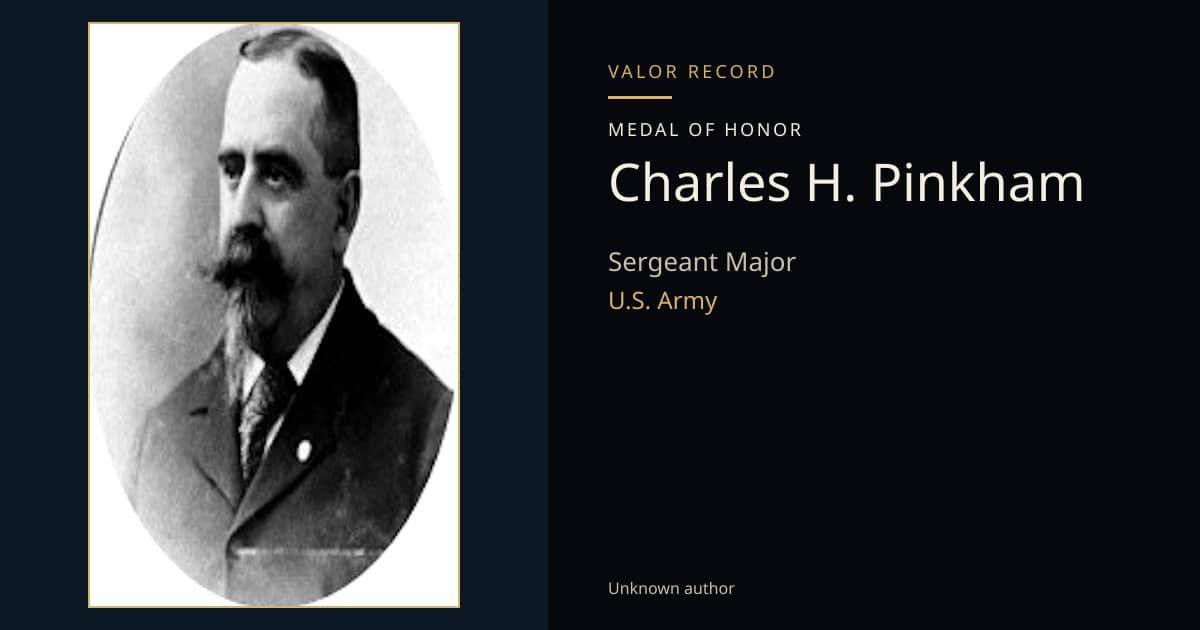 VALOR RECORD
MEDAL OF HONOR
Charles H. Pinkham
Sergeant Major
U.S. Army
Unknown author